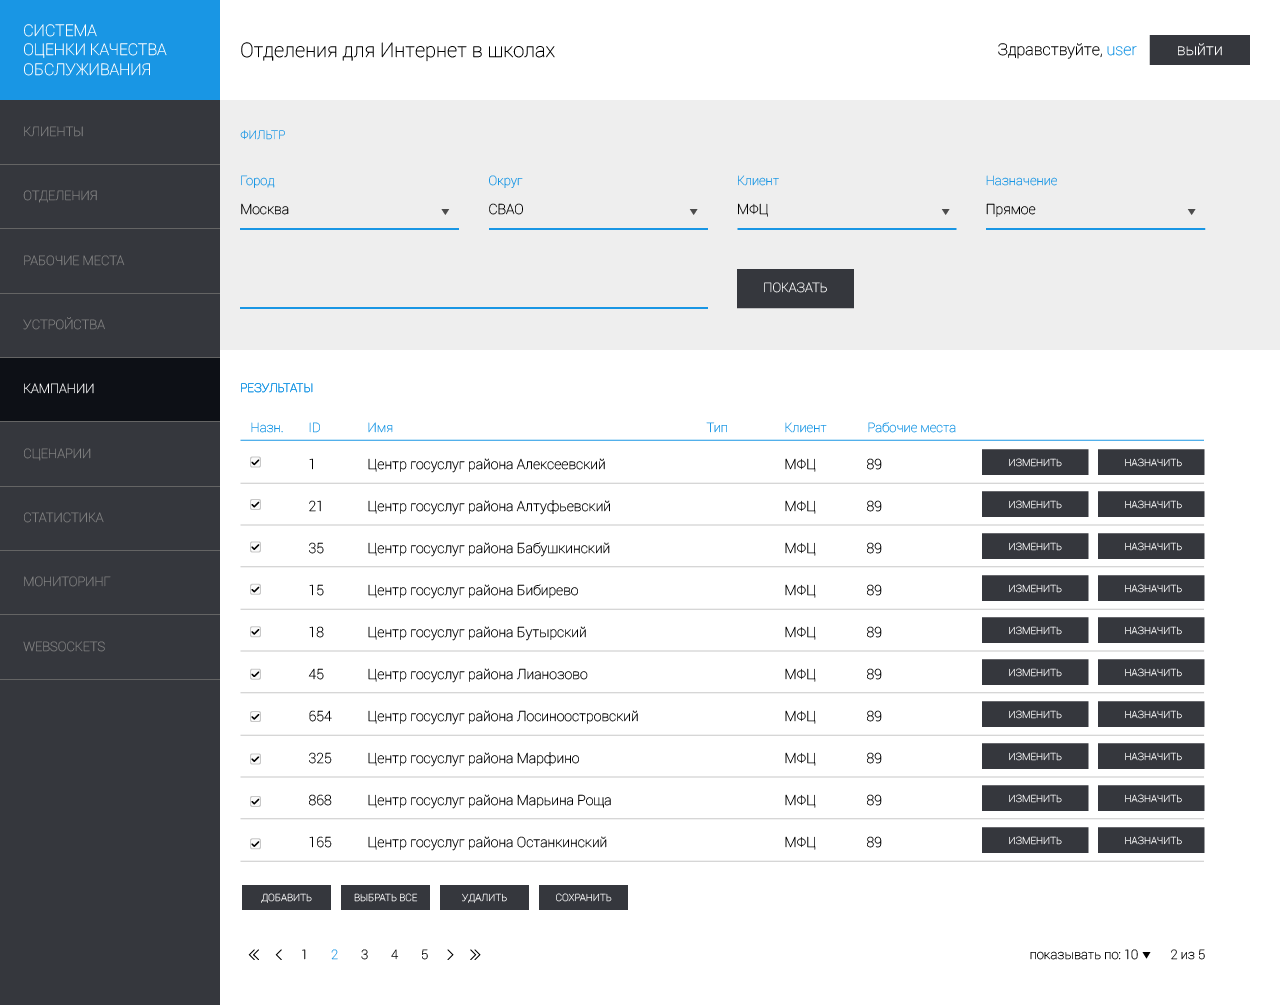 СИСТЕМА
ОЦЕНКИ КАЧЕСТВА
ОБСЛУЖИВАНИЯ
Отделения для Интернет в школах
Здравствуйте, user
ВЫЙТИ
КЛИЕНТЫ
ОТДЕЛЕНИЯ
РАБОЧИЕ МЕСТА
УСТРОЙСТВА
КАМПАНИИ
СЦЕНАРИИ
СТАТИСТИКА
МОНИТОРИНГ
WEBSOCKETS
ФИЛЬТР
Город Округ Клиент Назначение
Москва СВАО МФЦ Прямое
ПОКАЗАТЬ
РЕЗУЛЬТАТЫ
Назн. ID Имя Тип Клиент Рабочие места
1 Центр госуслуг района Алексеевский МФЦ 89 ИЗМЕНИТЬ НАЗНАЧИТЬ
21 Центр госуслуг района Алтуфьевский МФЦ 89 ИЗМЕНИТЬ НАЗНАЧИТЬ
35 Центр госуслуг района Бабушкинский МФЦ 89 ИЗМЕНИТЬ НАЗНАЧИТЬ
15 Центр госуслуг района Бибирево МФЦ 89 ИЗМЕНИТЬ НАЗНАЧИТЬ
18 Центр госуслуг района Бутырский МФЦ 89 ИЗМЕНИТЬ НАЗНАЧИТЬ
45 Центр госуслуг района Лианозово МФЦ 89 ИЗМЕНИТЬ НАЗНАЧИТЬ
654 Центр госуслуг района Лосиноостровский МФЦ 89 ИЗМЕНИТЬ НАЗНАЧИТЬ
325 Центр госуслуг района Марфино МФЦ 89 ИЗМЕНИТЬ НАЗНАЧИТЬ
868 Центр госуслуг района Марьина Роща МФЦ 89 ИЗМЕНИТЬ НАЗНАЧИТЬ
165 Центр госуслуг района Останкинский МФЦ 89 ИЗМЕНИТЬ НАЗНАЧИТЬ
ДОБАВИТЬ ВЫБРАТЬ ВСЕ УДАЛИТЬ СОХРАНИТЬ
1 2 3 4 5
показывать по: 10 2 из 5